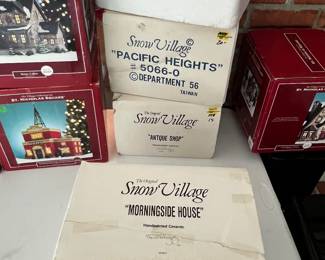 Snow Village
"PACIFIC HEIGHTS"
# 5066-0
© DEPARTMENT 56
TAIWAN
ST. NICHOLAS SQUARE
The Original
Snow Village
"ANTIQUE SHOP"
The Original
Snow Village
"MORNINGSIDE HOUSE"
Handpainted Ceramic